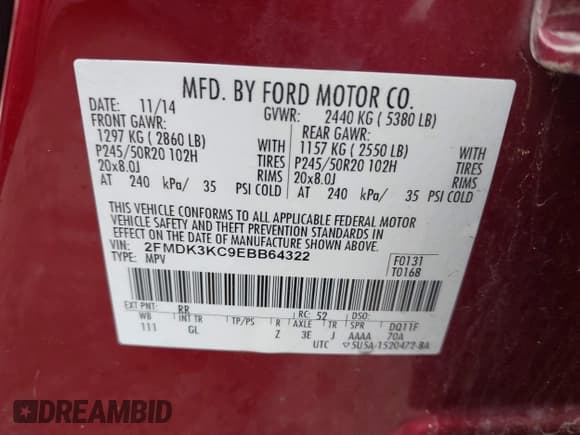 MFD. BY FORD MOTOR CO.
DATE: 11/14 GVWR: 2440 KG ( 5380 LB)
FRONT GAWR: REAR GAWR:
1297 KG ( 2860 LB) 1157 KG ( 2550 LB)
P245/50R20 102H TIRES P245/50R20 102H TIRES
20x8.0J RIMS 20x8.0J RIMS
AT 240 kPa/ 35 PSI COLD AT 240 kPa/ 35 PSI COLD
THIS VEHICLE CONFORMS TO ALL APPLICABLE FEDERAL MOTOR
VEHICLE SAFETY AND THEFT PREVENTION STANDARDS IN
EFFECT ON THE DATE OF MANUFACTURE SHOWN ABOVE.
VIN: 2FMDK3KC9EBB64322 F0131
TYPE: MPV T0168
EXT PNT: RR RC: 52 DSO:
WB INT TR TP/PS R AXLE TR SPR DQ11F
111 GL Z 3E J AAAA 70A
UTC 5U5A-1520472-BA
DREAMBID